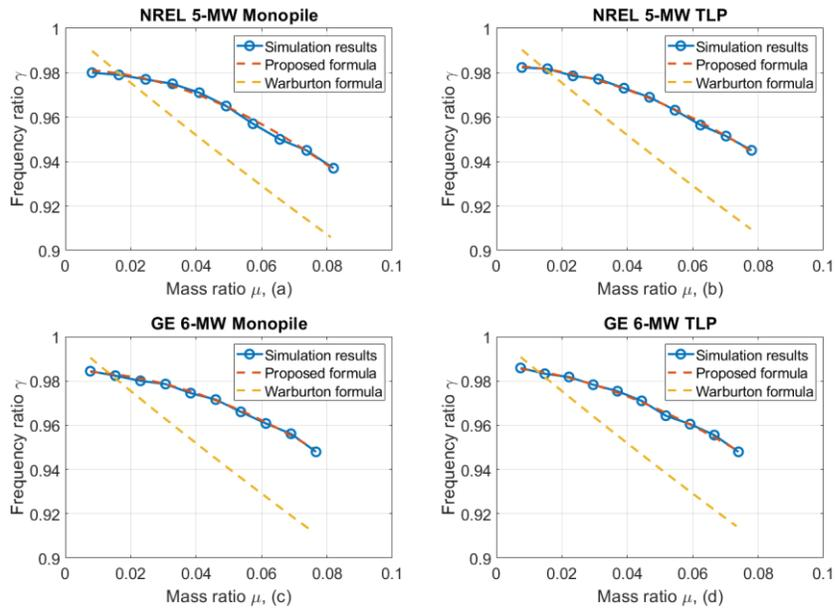 NREL 5-MW Monopile
1
0.98
0.96
0.94
0.92
0.9
Frequency ratio γ
Simulation results
Proposed formula
Warburton formula
0 0.02 0.04 0.06 0.08 0.1
Mass ratio μ, (a)
NREL 5-MW TLP
1
0.98
0.96
0.94
0.92
0.9
Frequency ratio γ
Simulation results
Proposed formula
Warburton formula
0 0.02 0.04 0.06 0.08 0.1
Mass ratio μ, (b)
GE 6-MW Monopile
1
0.98
0.96
0.94
0.92
0.9
Frequency ratio γ
Simulation results
Proposed formula
Warburton formula
0 0.02 0.04 0.06 0.08 0.1
Mass ratio μ, (c)
GE 6-MW TLP
1
0.98
0.96
0.94
0.92
0.9
Frequency ratio γ
Simulation results
Proposed formula
Warburton formula
0 0.02 0.04 0.06 0.08 0.1
Mass ratio μ, (d)